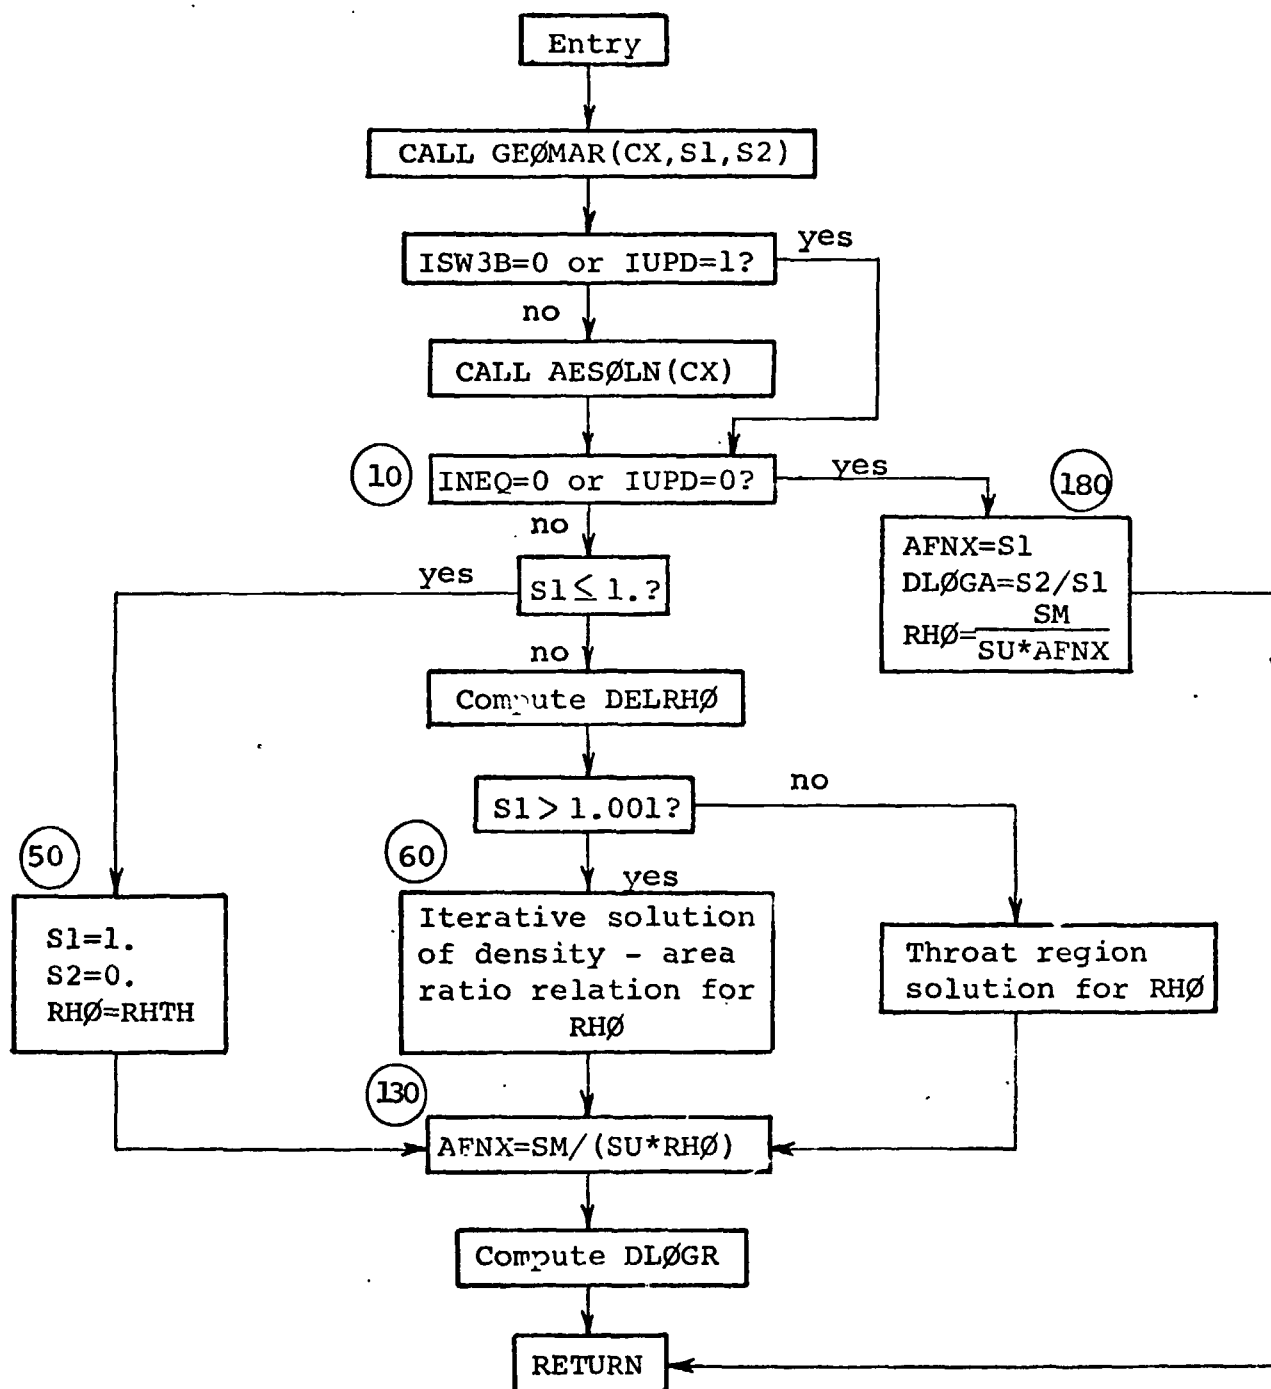 Entry
CALL GEØMAR(CX,S1,S2)
ISW3B=0 or IUPD=1?
yes
no
CALL AESØLN(CX)
10
INEQ=0 or IUPD=0?
yes
180
no
AFNX=S1
DLØGA=S2/S1
RHØ=SM/SU*AFNX
S1≤1.?
yes
no
Compute DELRHØ
S1>1.001?
no
50
60
yes
S1=1.
S2=0.
RHØ=RHTH
Iterative solution
of density - area
ratio relation for
RHØ
Throat region
solution for RHØ
130
AFNX=SM/(SU*RHØ)
Compute DLØGR
RETURN